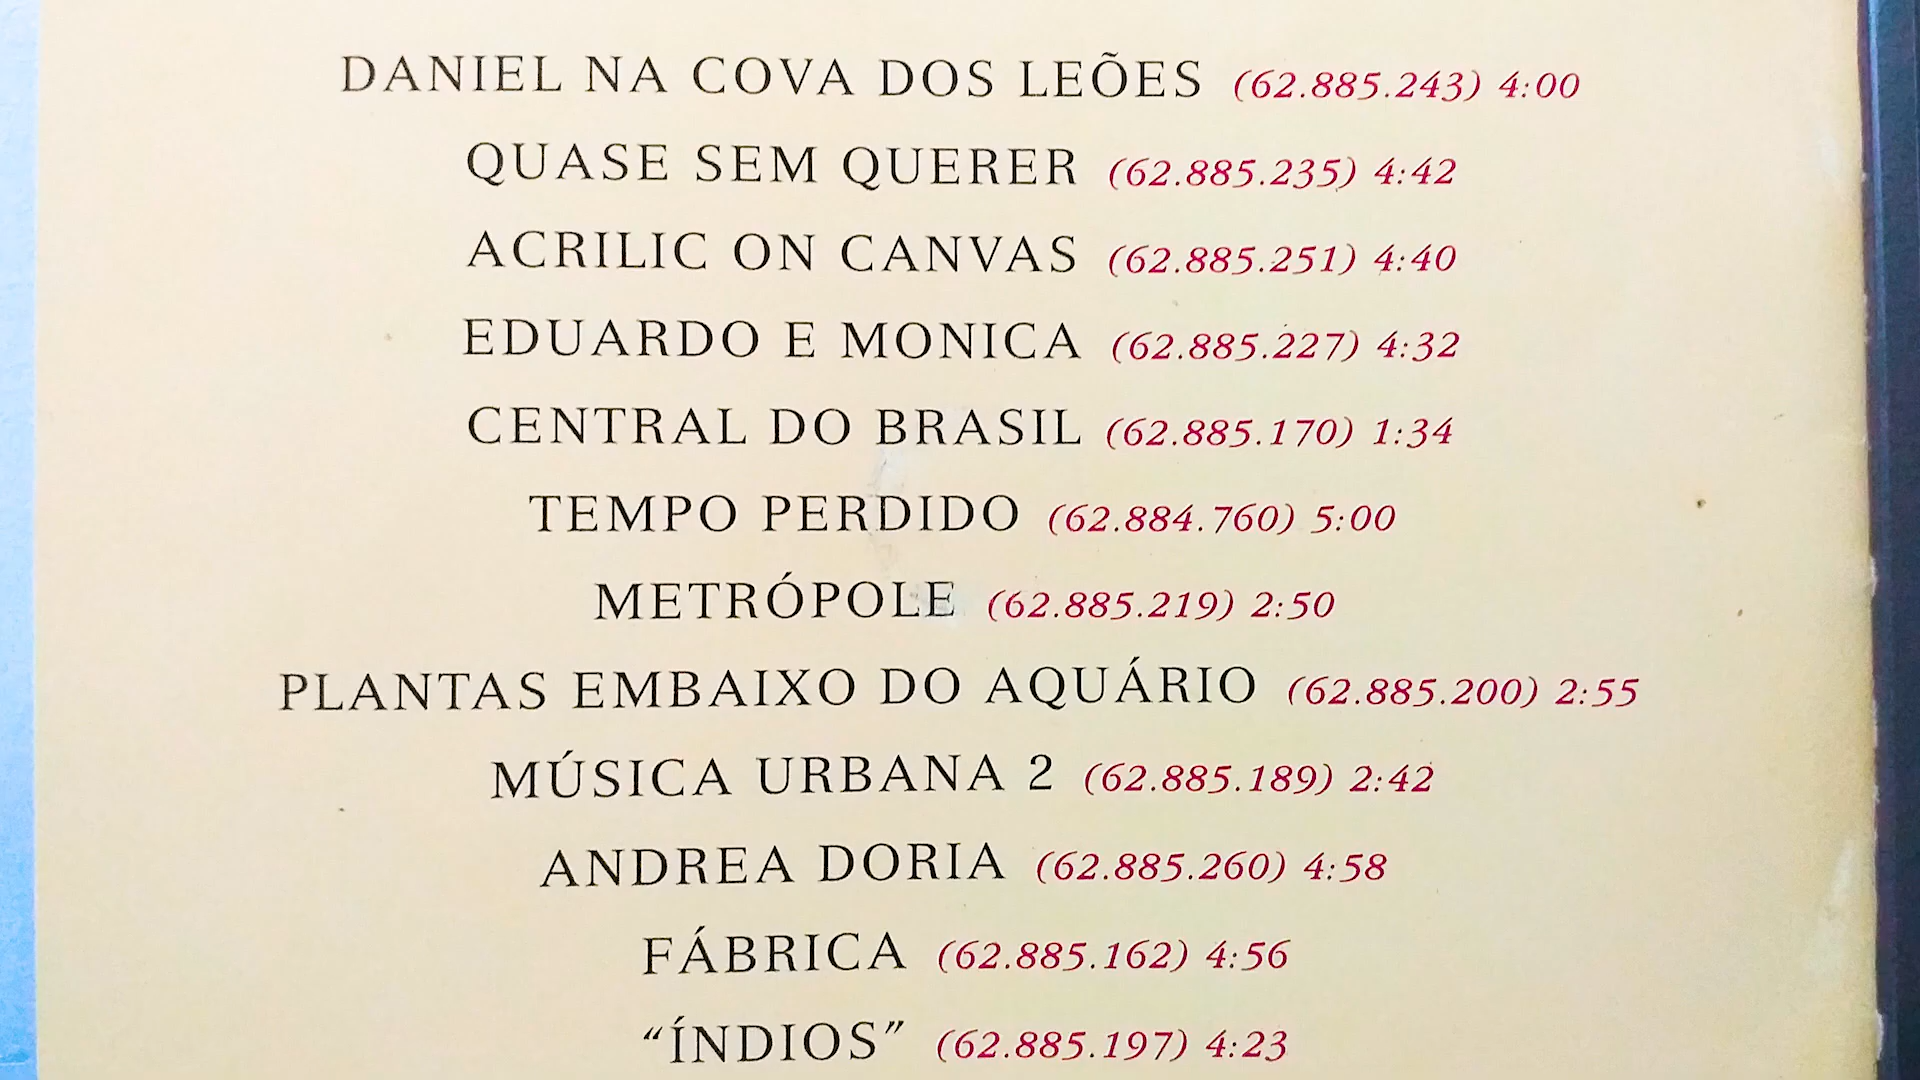 DANIEL NA COVA DOS LEÕES (62.885.243) 4:00
QUASE SEM QUERER (62.885.235) 4:42
ACRILIC ON CANVAS (62.885.251) 4:40
EDUARDO E MONICA (62.885.227) 4:32
CENTRAL DO BRASIL (62.885.170) 1:34
TEMPO PERDIDO (62.884.760) 5:00
METRÓPOLE (62.885.219) 2:50
PLANTAS EMBAIXO DO AQUÁRIO (62.885.200) 2:55
MÚSICA URBANA 2 (62.885.189) 2:42
ANDREA DORIA (62.885.260) 4:58
FÁBRICA (62.885.162) 4:56
“ÍNDIOS” (62.885.197) 4:23